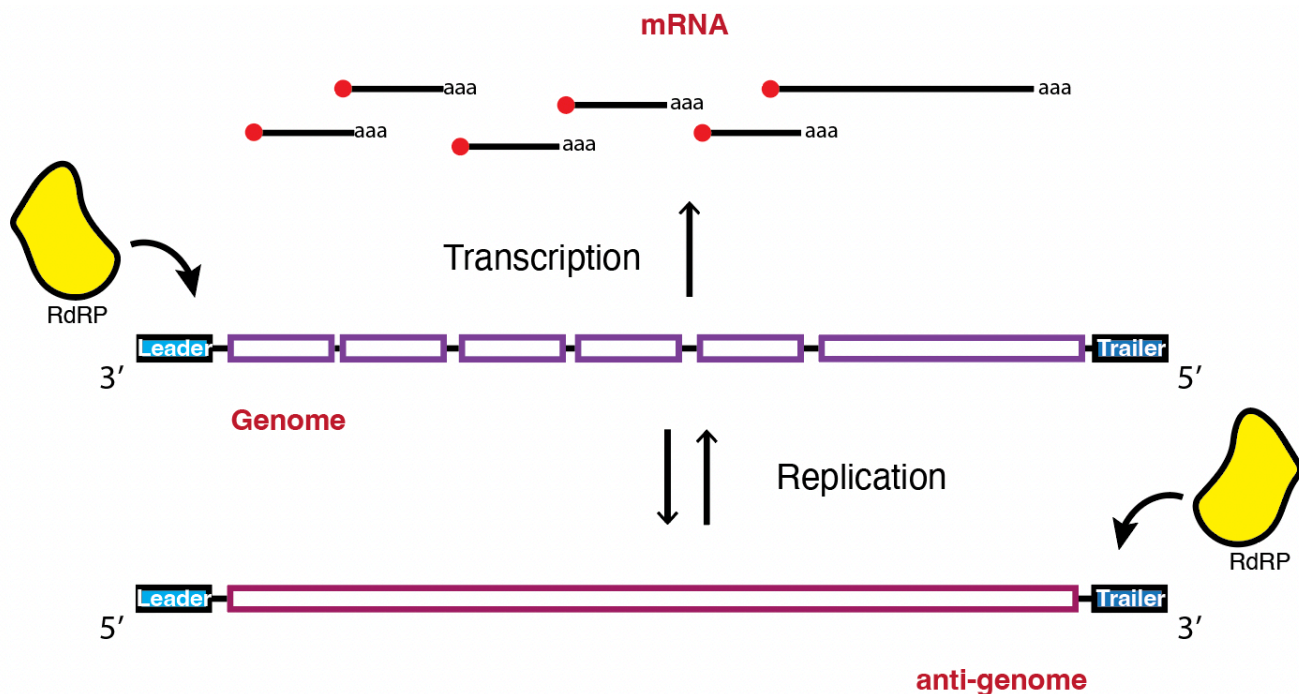 mRNA
aaa
aaa
aaa
aaa
aaa
aaa
Transcription
RdRP
Leader
Trailer
3′
5′
Genome
Replication
RdRP
Leader
Trailer
5′
3′
anti-genome